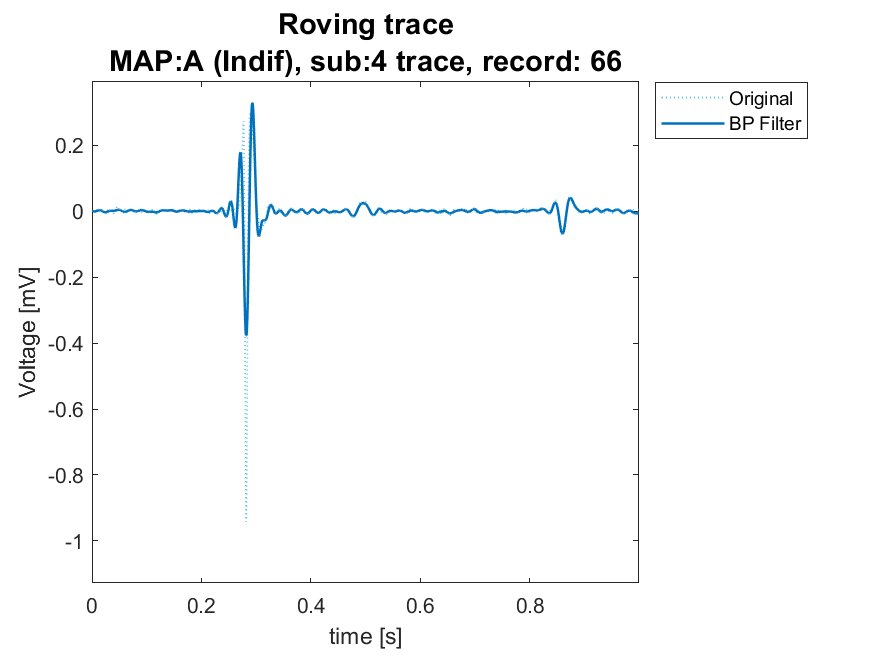 Roving trace
MAP:A (Indif), sub:4 trace, record: 66
Original
BP Filter
0.2
0
-0.2
-0.4
-0.6
-0.8
-1
Voltage [mV]
0
0.2
0.4
0.6
0.8
time [s]